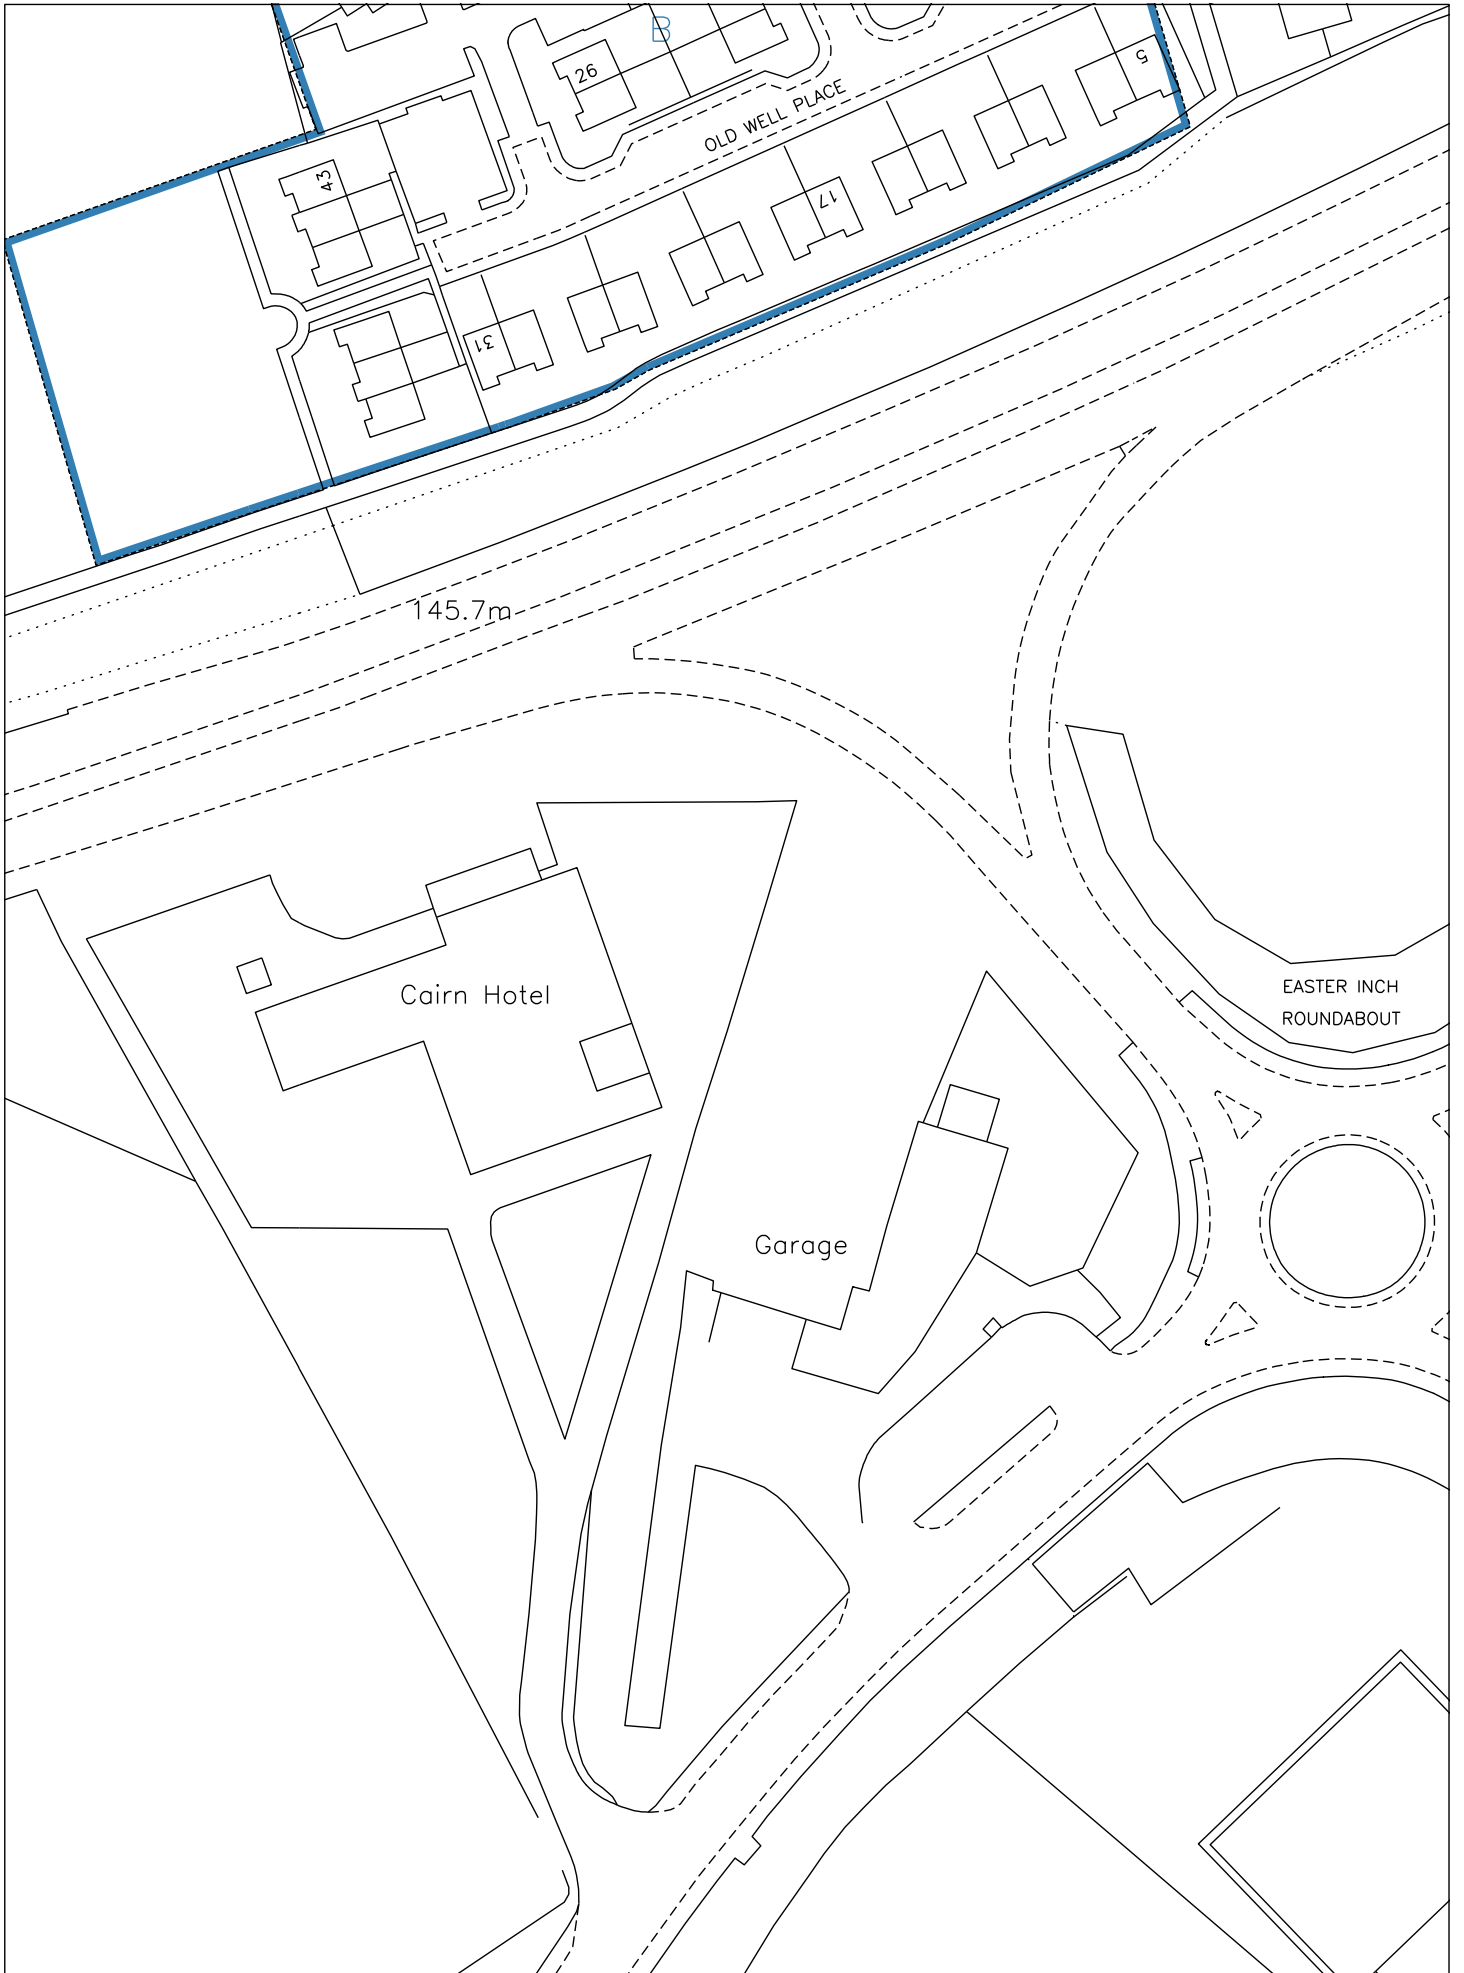 B
26
5
OLD WELL PLACE
43
17
31
145.7m
Cairn Hotel
EASTER INCH
ROUNDABOUT
Garage